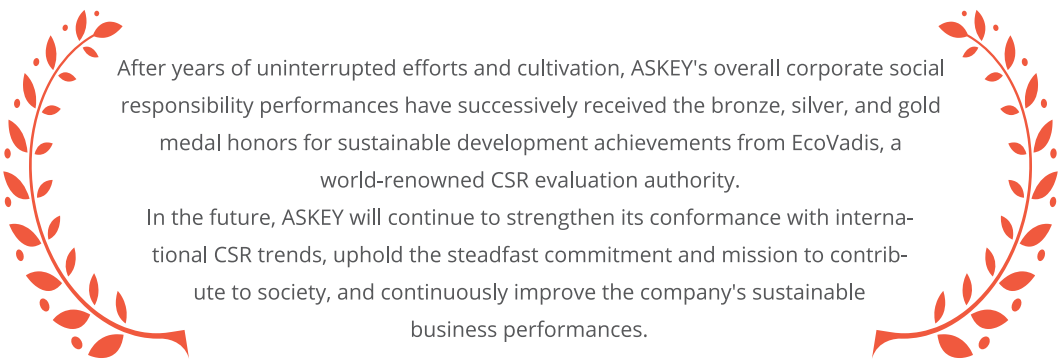 After years of uninterrupted efforts and cultivation, ASKEY's overall corporate social
responsibility performances have successively received the bronze, silver, and gold
medal honors for sustainable development achievements from EcoVadis, a
world-renowned CSR evaluation authority.
In the future, ASKEY will continue to strengthen its conformance with interna-
tional CSR trends, uphold the steadfast commitment and mission to contrib-
ute to society, and continuously improve the company's sustainable
business performances.